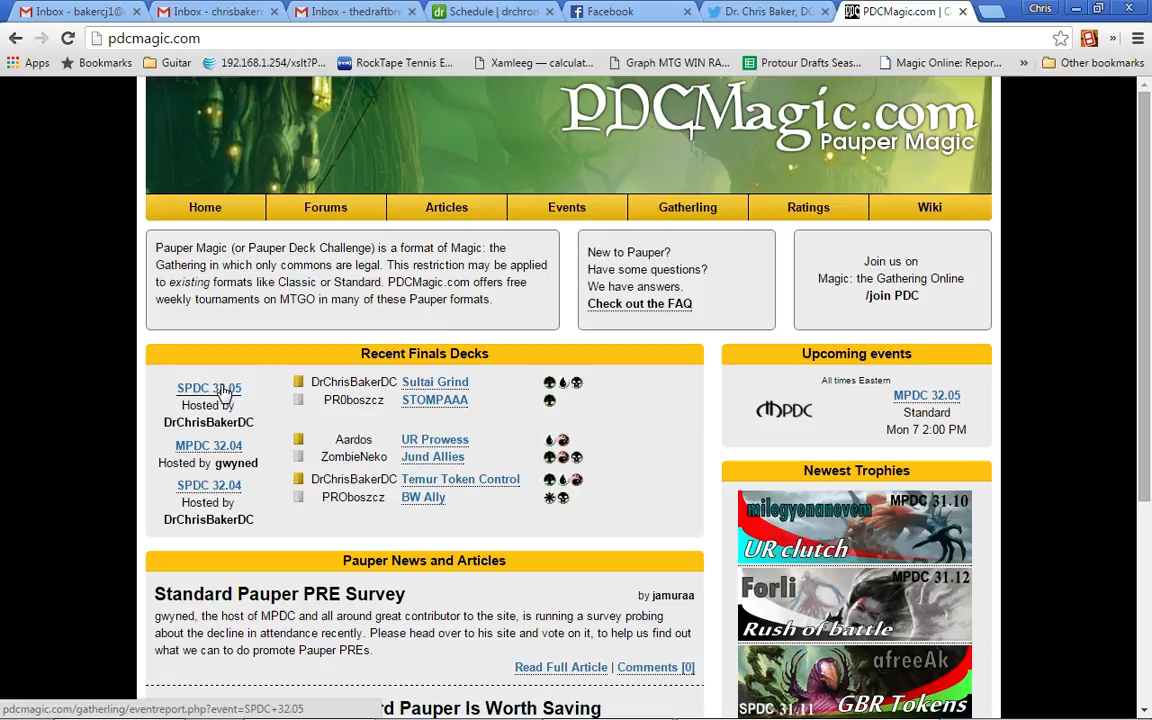 Inbox - bakercj1@
Inbox - chrisbaker
Inbox - thedraftbre
Schedule | drchron
Facebook
Dr. Chris Baker, DC
PDCMagic.com | C
Chris
pdcmagic.com
Apps
Bookmarks
Guitar
192.168.1.254/xslt?P...
RockTape Tennis E...
Xamleeg — calculat...
Graph MTG WIN RA...
Protour Drafts Seas...
Magic Online: Repor...
Other bookmarks
PDCMagic.com
Pauper Magic
Home
Forums
Articles
Events
Gatherling
Ratings
Wiki
Pauper Magic (or Pauper Deck Challenge) is a format of Magic: the
Gathering in which only commons are legal. This restriction may be applied
to existing formats like Classic or Standard. PDCMagic.com offers free
weekly tournaments on MTGO in many of these Pauper formats.
New to Pauper?
Have some questions?
We have answers.
Check out the FAQ
Join us on
Magic: the Gathering Online
/join PDC
Recent Finals Decks
SPDC 32.05
Hosted by
DrChrisBakerDC
DrChrisBakerDC Sultai Grind
PR0boszcz STOMPAAA
MPDC 32.04
Hosted by gwyned
Aardos UR Prowess
ZombieNeko Jund Allies
SPDC 32.04
Hosted by
DrChrisBakerDC
DrChrisBakerDC Temur Token Control
PROboszcz BW Ally
Upcoming events
All times Eastern
MPDC
MPDC 32.05
Standard
Mon 7 2:00 PM
Newest Trophies
milegyenanevem MPDC 31.10
UR clutch
Forli MPDC 31.12
Rush of battle
afreeAk
SPDC 31.11 GBR Tokens
Pauper News and Articles
Standard Pauper PRE Survey
by jamuraa
gwyned, the host of MPDC and all around great contributor to the site, is running a survey probing
about the decline in attendance recently. Please head over to his site and vote on it, to help us find out
what we can to do promote Pauper PREs.
Read Full Article | Comments [0]
rd Pauper Is Worth Saving
pdcmagic.com/gatherling/eventreport.php?event=SPDC+32.05